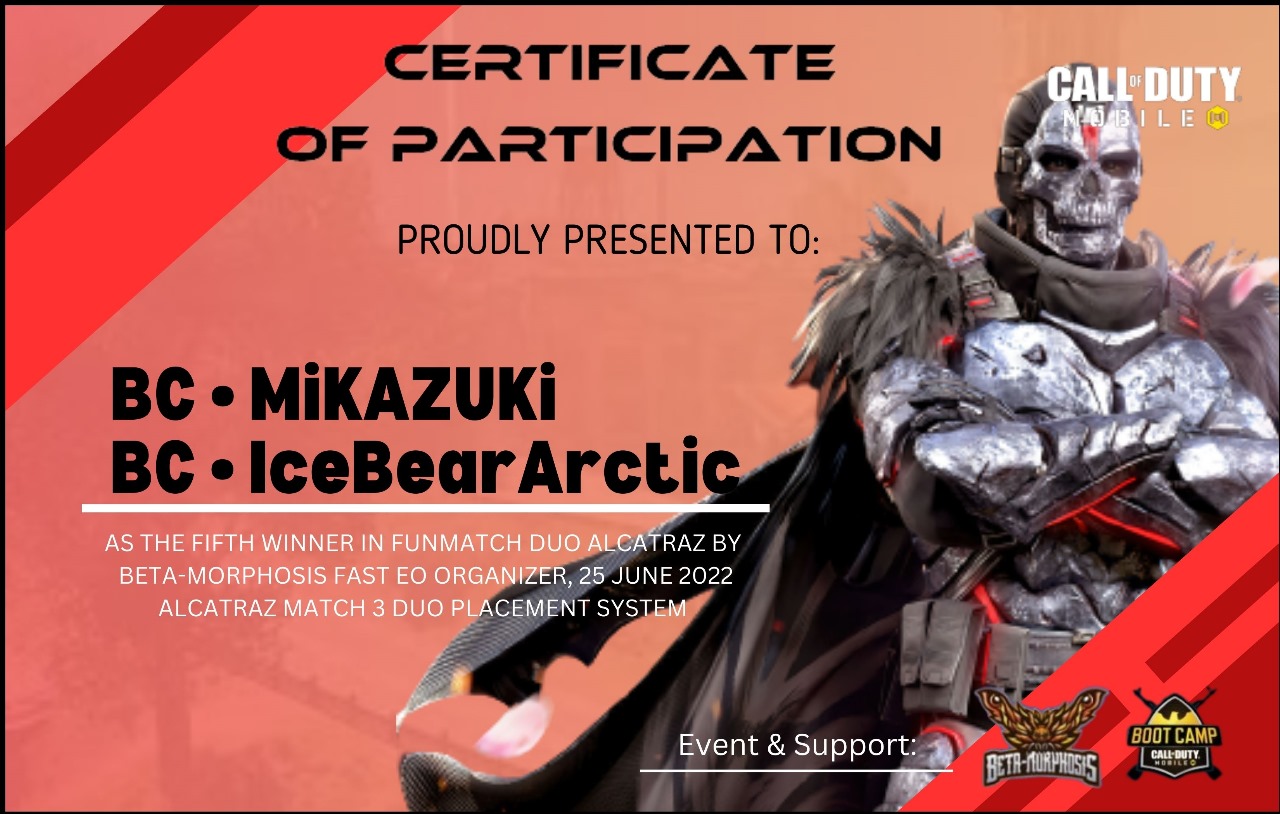 CERTIFICATE
OF PARTICIPATION
CALL OF DUTY
MOBILE
PROUDLY PRESENTED TO:
BC • MiKAZUKi
BC • IceBearArctic
AS THE FIFTH WINNER IN FUNMATCH DUO ALCATRAZ BY
BETA-MORPHOSIS FAST EO ORGANIZER, 25 JUNE 2022
ALCATRAZ MATCH 3 DUO PLACEMENT SYSTEM
Event & Support:
BETA-MORPHOSIS
BOOT CAMP
CALL OF DUTY
MOBILE